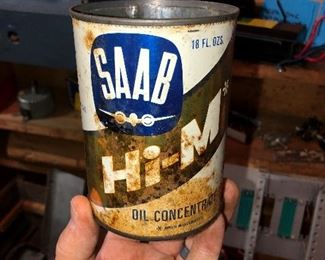 18 FL. OZS.
SAAB
Hi-M
OIL CONCENTRATE